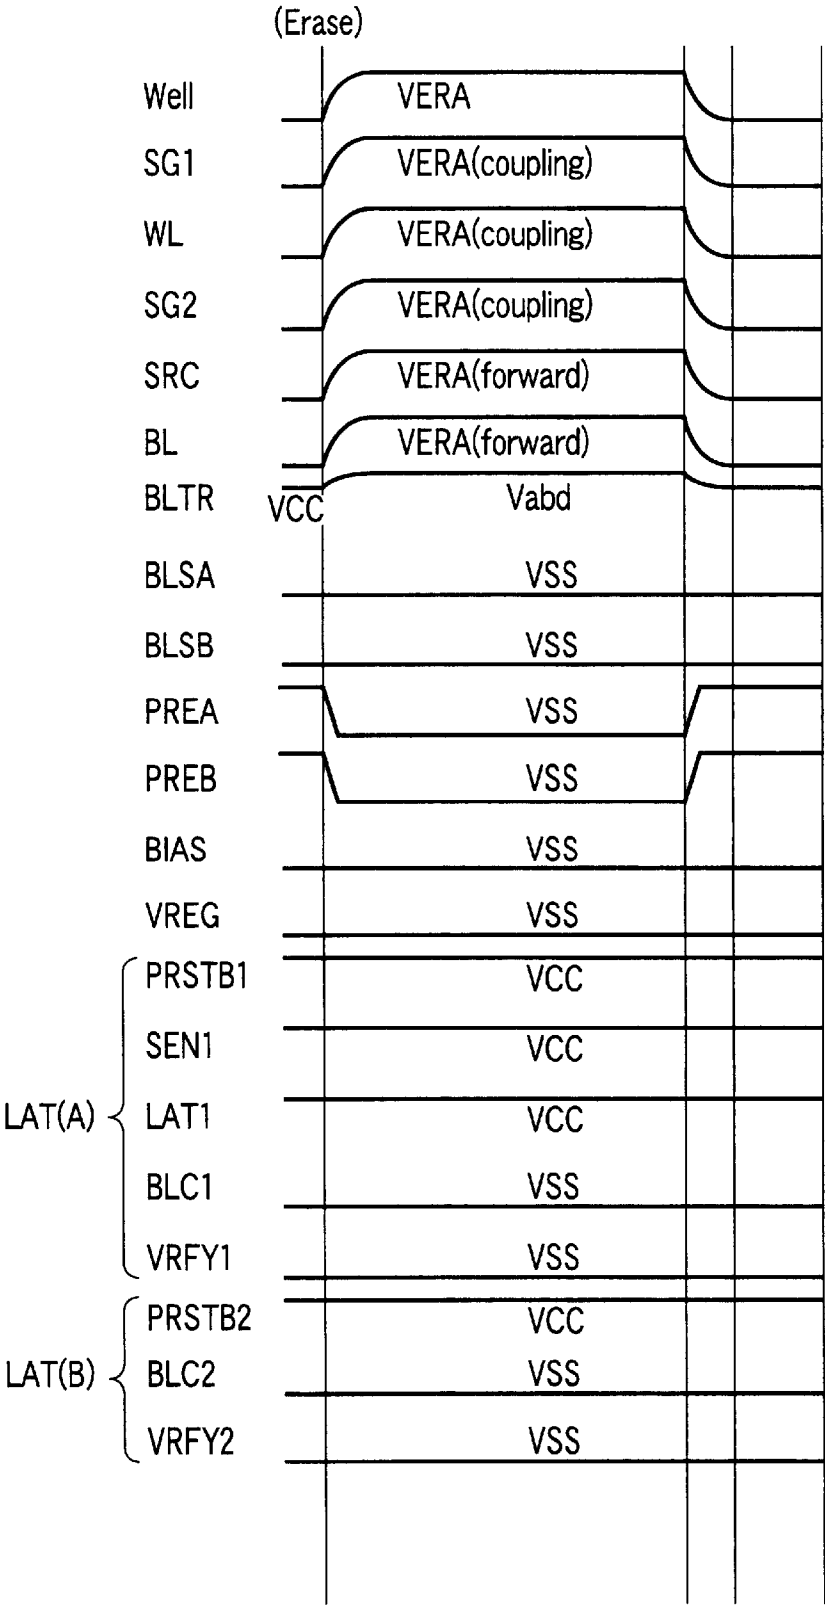 (Erase)
Well VERA
SG1 VERA(coupling)
WL VERA(coupling)
SG2 VERA(coupling)
SRC VERA(forward)
BL VERA(forward)
BLTR VCC Vabd
BLSA VSS
BLSB VSS
PREA VSS
PREB VSS
BIAS VSS
VREG VSS
PRSTB1 VCC
SEN1 VCC
LAT(A) LAT1 VCC
BLC1 VSS
VRFY1 VSS
PRSTB2 VCC
LAT(B) BLC2 VSS
VRFY2 VSS